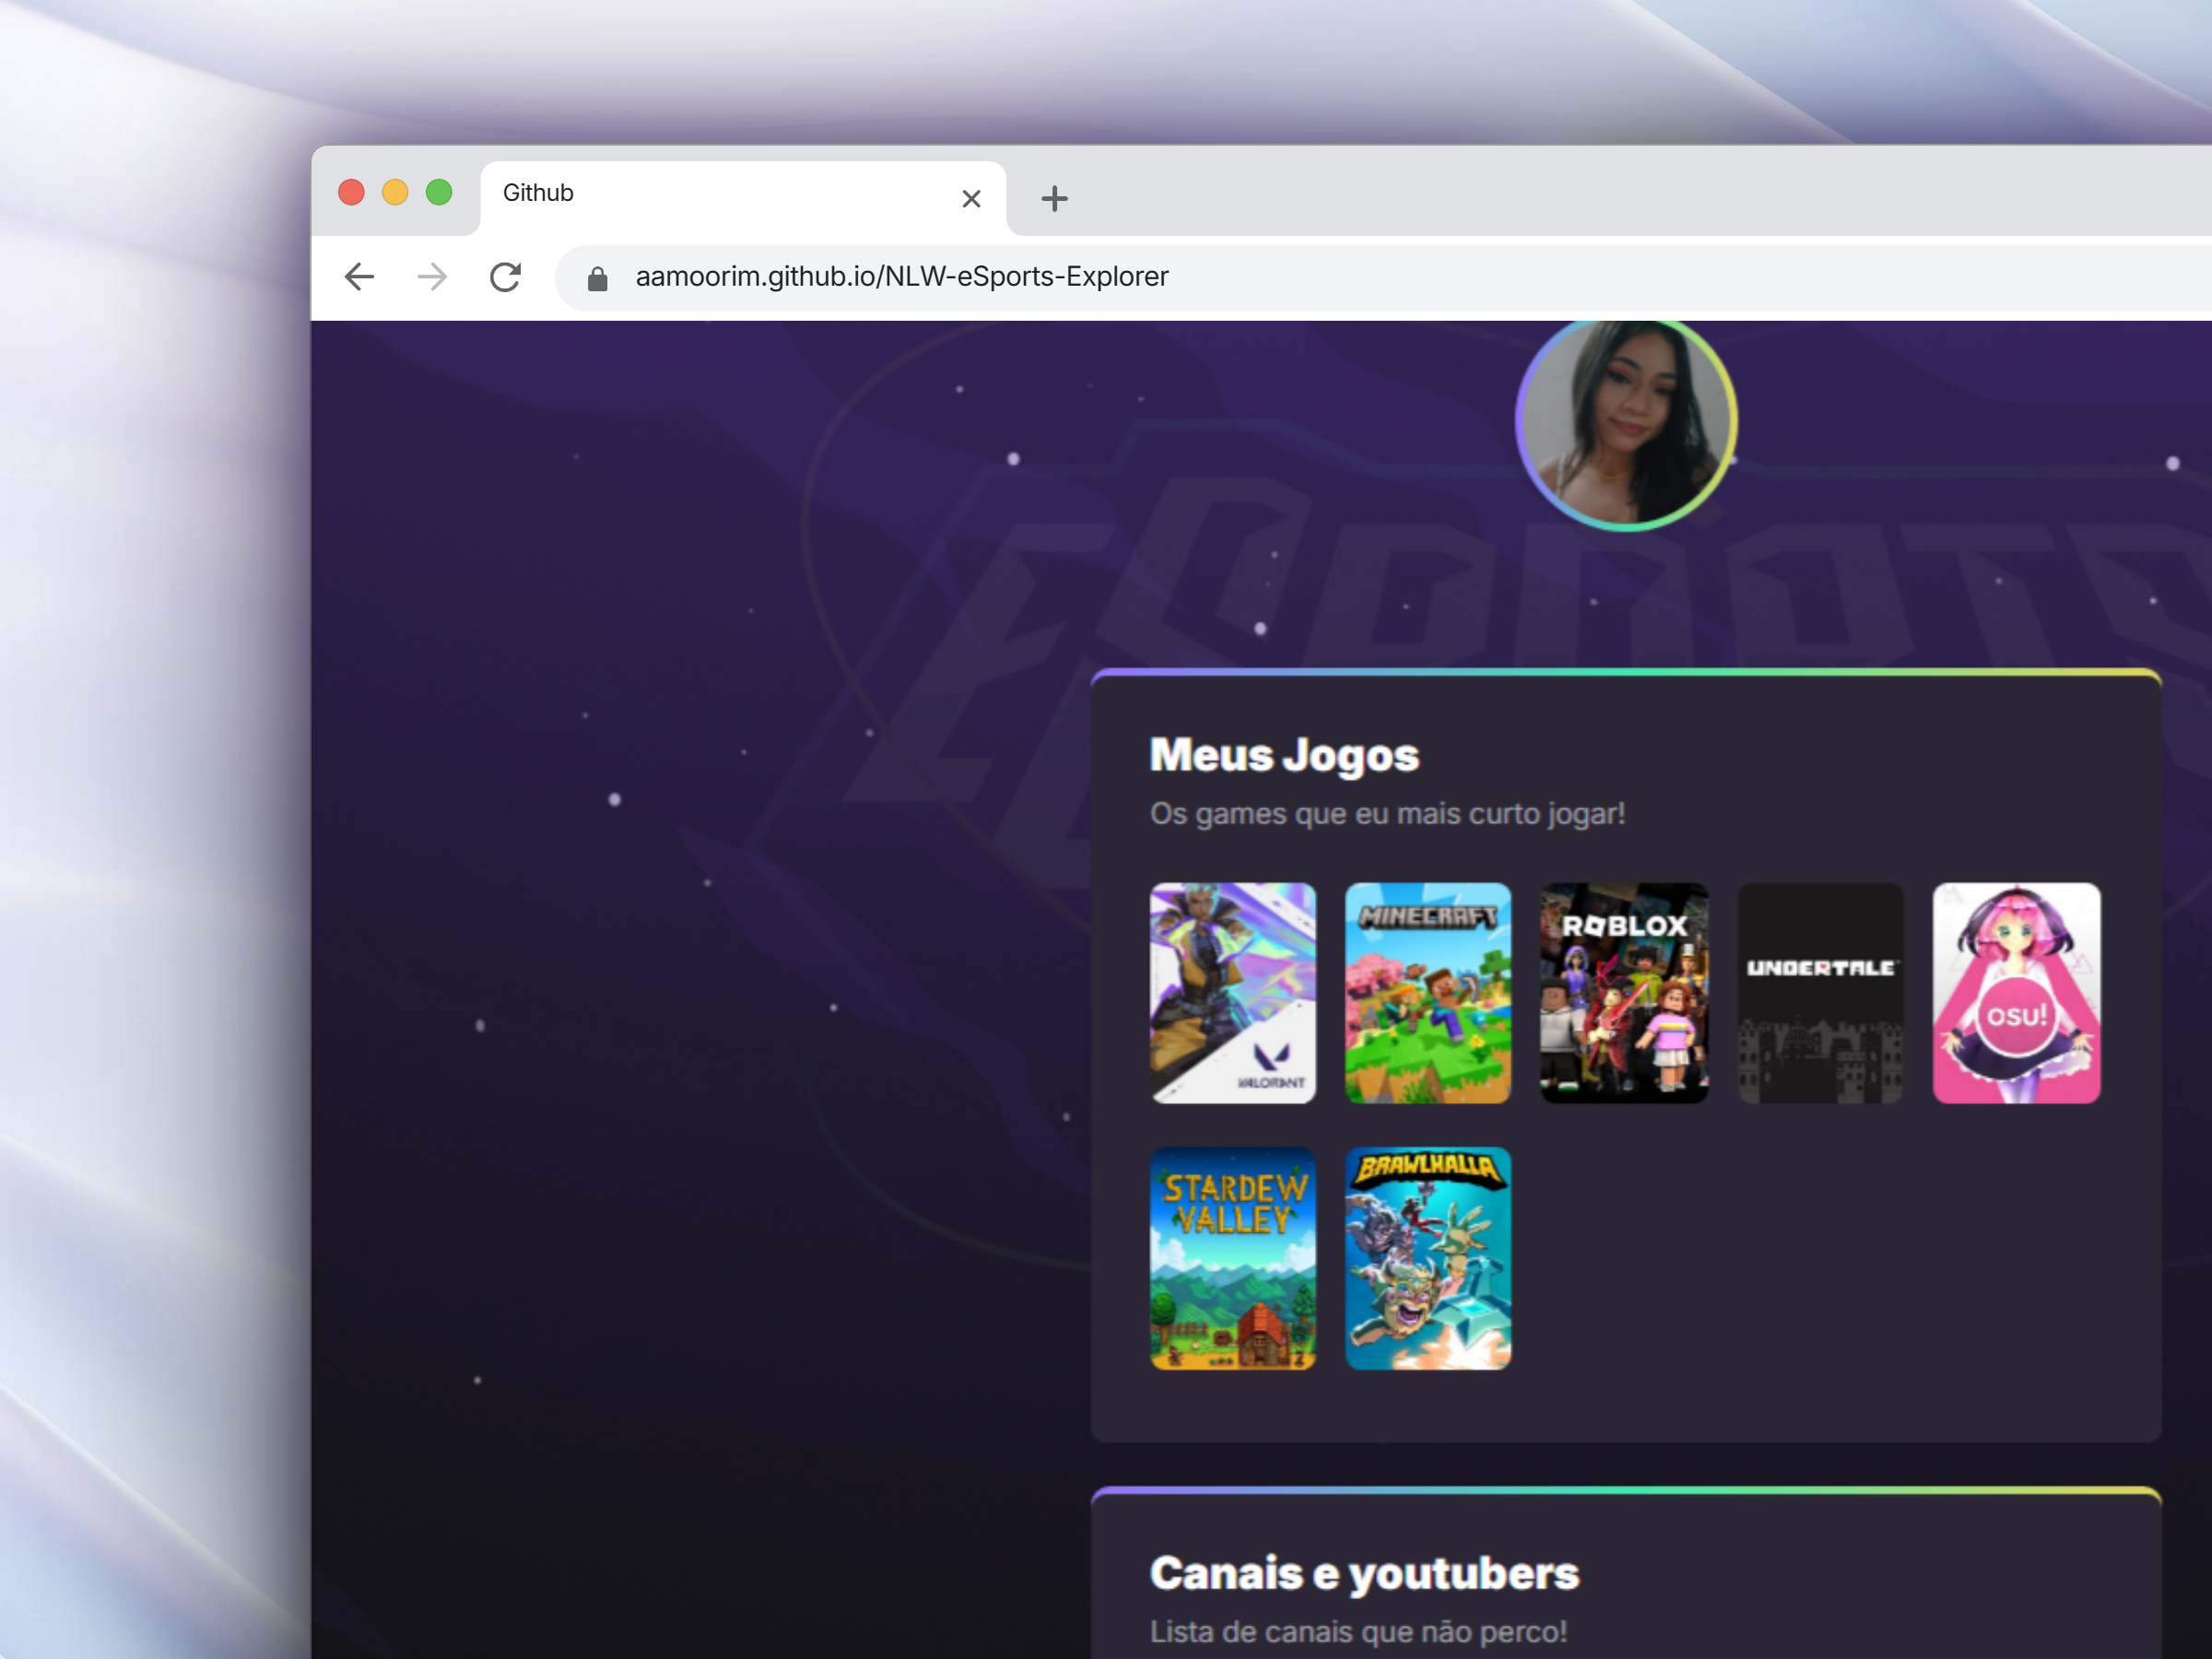 Github
aamoorim.github.io/NLW-eSports-Explorer
ESPORTS
Meus Jogos
Os games que eu mais curto jogar!
VALORANT
MINECRAFT
ROBLOX
UNDERTALE
osu!
STARDEW
VALLEY
BRAWLHALLA
Canais e youtubers
Lista de canais que não perco!